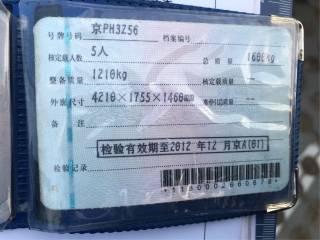 号牌号码 京PH3Z56 档案编号
核定载人数 5人 总质量 1600kg
整备质量 1210kg 核定载质量 --
外廓尺寸 4210×1755×1460mm 准牵引总质量 --
备注
检验有效期至2012 年12 月京A(01)
检验记录